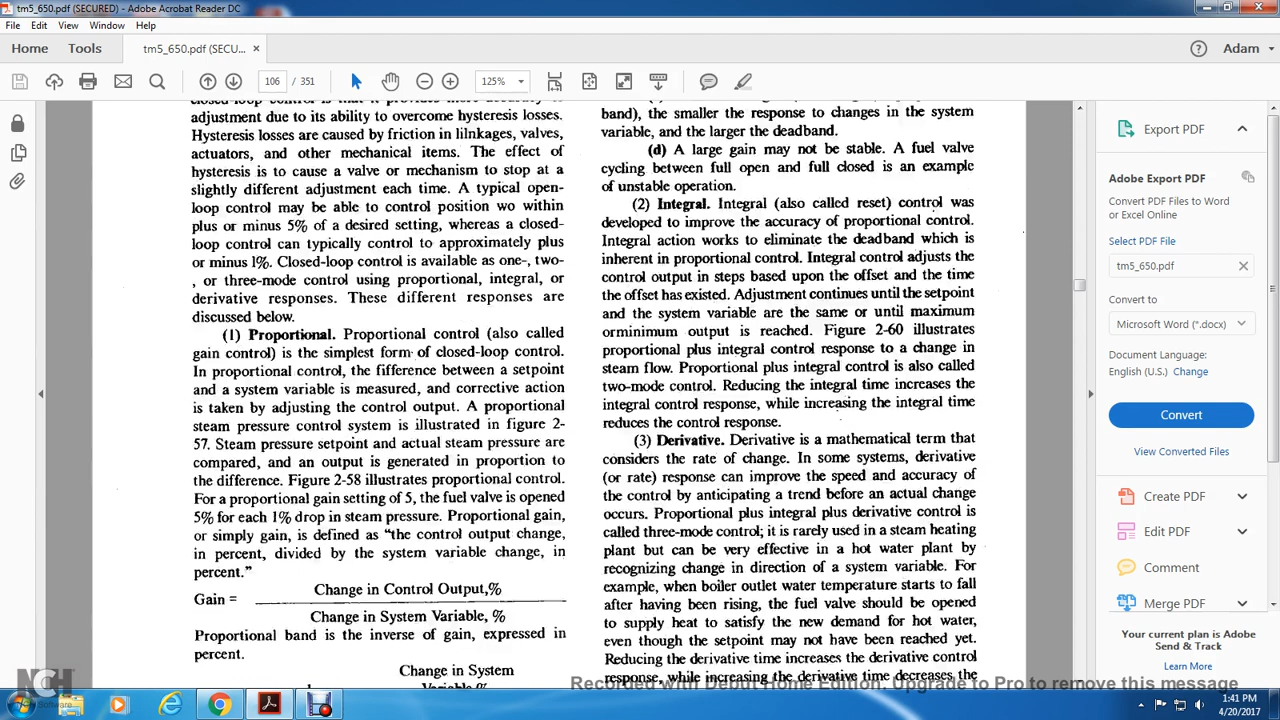 tm5_650.pdf (SECURED) - Adobe Acrobat Reader DC
File Edit View Window Help
Home Tools tm5_650.pdf (SECU... × Adam
106 / 351 125%
closed-loop control is that it provides more accuracy of
adjustment due to its ability to overcome hysteresis losses.
Hysteresis losses are caused by friction in lilnkages, valves,
actuators, and other mechanical items. The effect of
hysteresis is to cause a valve or mechanism to stop at a
slightly different adjustment each time. A typical open-
loop control may be able to control position wo within
plus or minus 5% of a desired setting, whereas a closed-
loop control can typically control to approximately plus
or minus 1%. Closed-loop control is available as one-, two-
, or three-mode control using proportional, integral, or
derivative responses. These different responses are
discussed below.
(1) Proportional. Proportional control (also called
gain control) is the simplest form of closed-loop control.
In proportional control, the fifference between a setpoint
and a system variable is measured, and corrective action
is taken by adjusting the control output. A proportional
steam pressure control system is illustrated in figure 2-
57. Steam pressure setpoint and actual steam pressure are
compared, and an output is generated in proportion to
the difference. Figure 2-58 illustrates proportional control.
For a proportional gain setting of 5, the fuel valve is opened
5% for each 1% drop in steam pressure. Proportional gain,
or simply gain, is defined as “the control output change,
in percent, divided by the system variable change, in
percent.”
Change in Control Output,%
Gain =
Change in System Variable, %
Proportional band is the inverse of gain, expressed in
percent.
Change in System
Variable,%
band), the smaller the response to changes in the system
variable, and the larger the deadband.
(d) A large gain may not be stable. A fuel valve
cycling between full open and full closed is an example
of unstable operation.
(2) Integral. Integral (also called reset) control was
developed to improve the accuracy of proportional control.
Integral action works to eliminate the deadband which is
inherent in proportional control. Integral control adjusts the
control output in steps based upon the offset and the time
the offset has existed. Adjustment continues until the setpoint
and the system variable are the same or until maximum
orminimum output is reached. Figure 2-60 illustrates
proportional plus integral control response to a change in
steam flow. Proportional plus integral control is also called
two-mode control. Reducing the integral time increases the
integral control response, while increasing the integral time
reduces the control response.
(3) Derivative. Derivative is a mathematical term that
considers the rate of change. In some systems, derivative
(or rate) response can improve the speed and accuracy of
the control by anticipating a trend before an actual change
occurs. Proportional plus integral plus derivative control is
called three-mode control; it is rarely used in a steam heating
plant but can be very effective in a hot water plant by
recognizing change in direction of a system variable. For
example, when boiler outlet water temperature starts to fall
after having been rising, the fuel valve should be opened
to supply heat to satisfy the new demand for hot water,
even though the setpoint may not have been reached yet.
Reducing the derivative time increases the derivative control
response, while increasing the derivative time decreases the
Export PDF
Adobe Export PDF
Convert PDF Files to Word
or Excel Online
Select PDF File
tm5_650.pdf
Convert to
Microsoft Word (*.docx)
Document Language:
English (U.S.) Change
Convert
View Converted Files
Create PDF
Edit PDF
Comment
Merge PDF
Your current plan is Adobe
Send & Track
Learn More
Recorded with Debut Home Edition. Upgrade to Pro to remove this message
NCH
Software
1:41 PM
4/20/2017